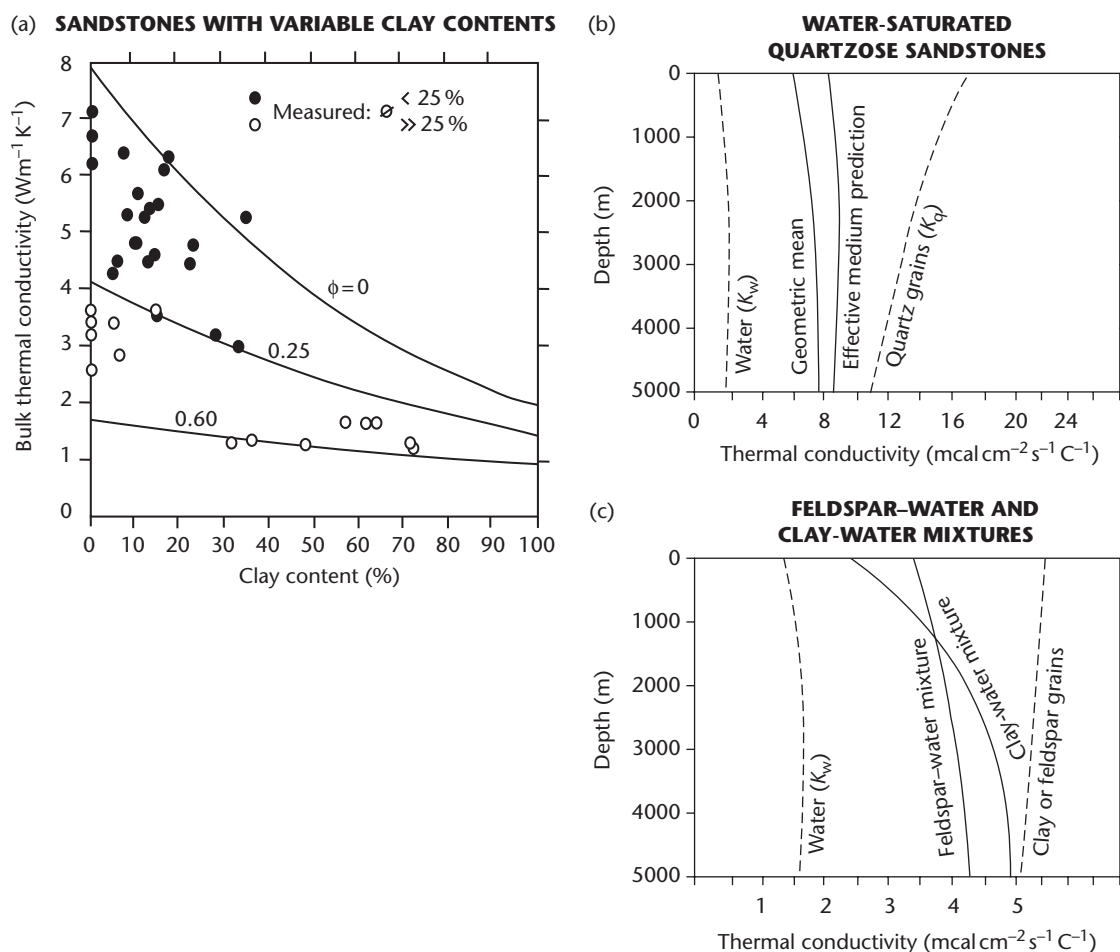 (a) SANDSTONES WITH VARIABLE CLAY CONTENTS
8
7
6
5
4
3
2
1
0
Bulk thermal conductivity (Wm⁻¹ K⁻¹)
Measured: ø < 25 %
≫ 25 %
ϕ = 0
0.25
0.60
0 10 20 30 40 50 60 70 80 90 100
Clay content (%)
(b) WATER-SATURATED
QUARTZOSE SANDSTONES
0
1000
2000
3000
4000
5000
Depth (m)
Water (Kw)
Geometric mean
Effective medium prediction
Quartz grains (Kq)
0 4 8 12 16 20 24
Thermal conductivity (mcal cm⁻² s⁻¹ C⁻¹)
(c) FELDSPAR–WATER AND
CLAY-WATER MIXTURES
0
1000
2000
3000
4000
5000
Depth (m)
Water (Kw)
Feldspar–water mixture
Clay-water mixture
Clay or feldspar grains
1 2 3 4 5
Thermal conductivity (mcal cm⁻² s⁻¹ C⁻¹)